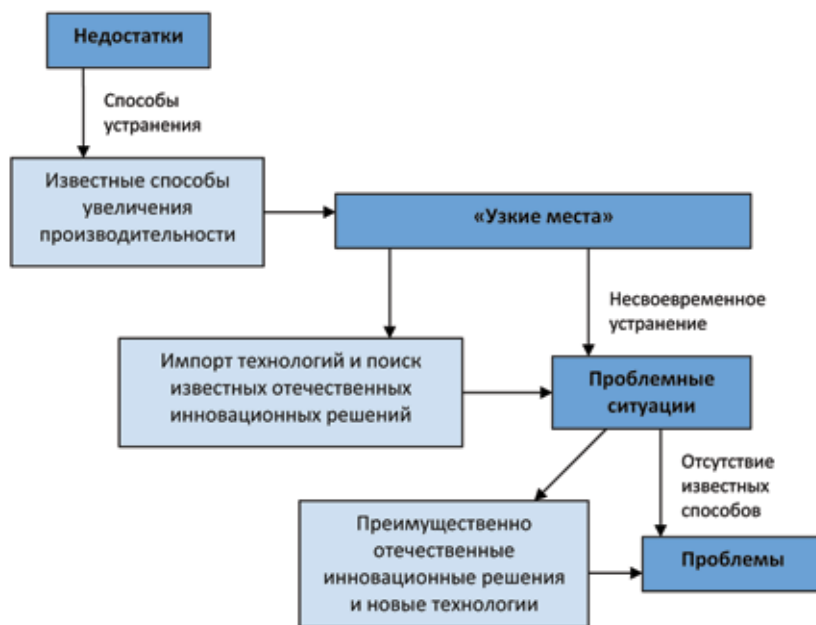 Недостатки
Способы
устранения
Известные способы
увеличения
производительности
«Узкие места»
Несвоевременное
устранение
Импорт технологий и поиск
известных отечественных
инновационных решений
Проблемные
ситуации
Отсутствие
известных
способов
Преимущественно
отечественные
инновационные решения
и новые технологии
Проблемы